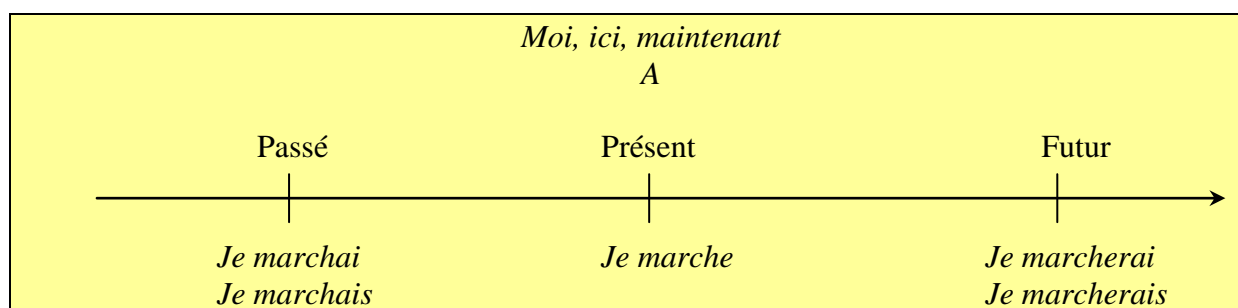 Moi, ici, maintenant
A
Passé Présent Futur
Je marchai Je marche Je marcherai
Je marchais Je marcherais